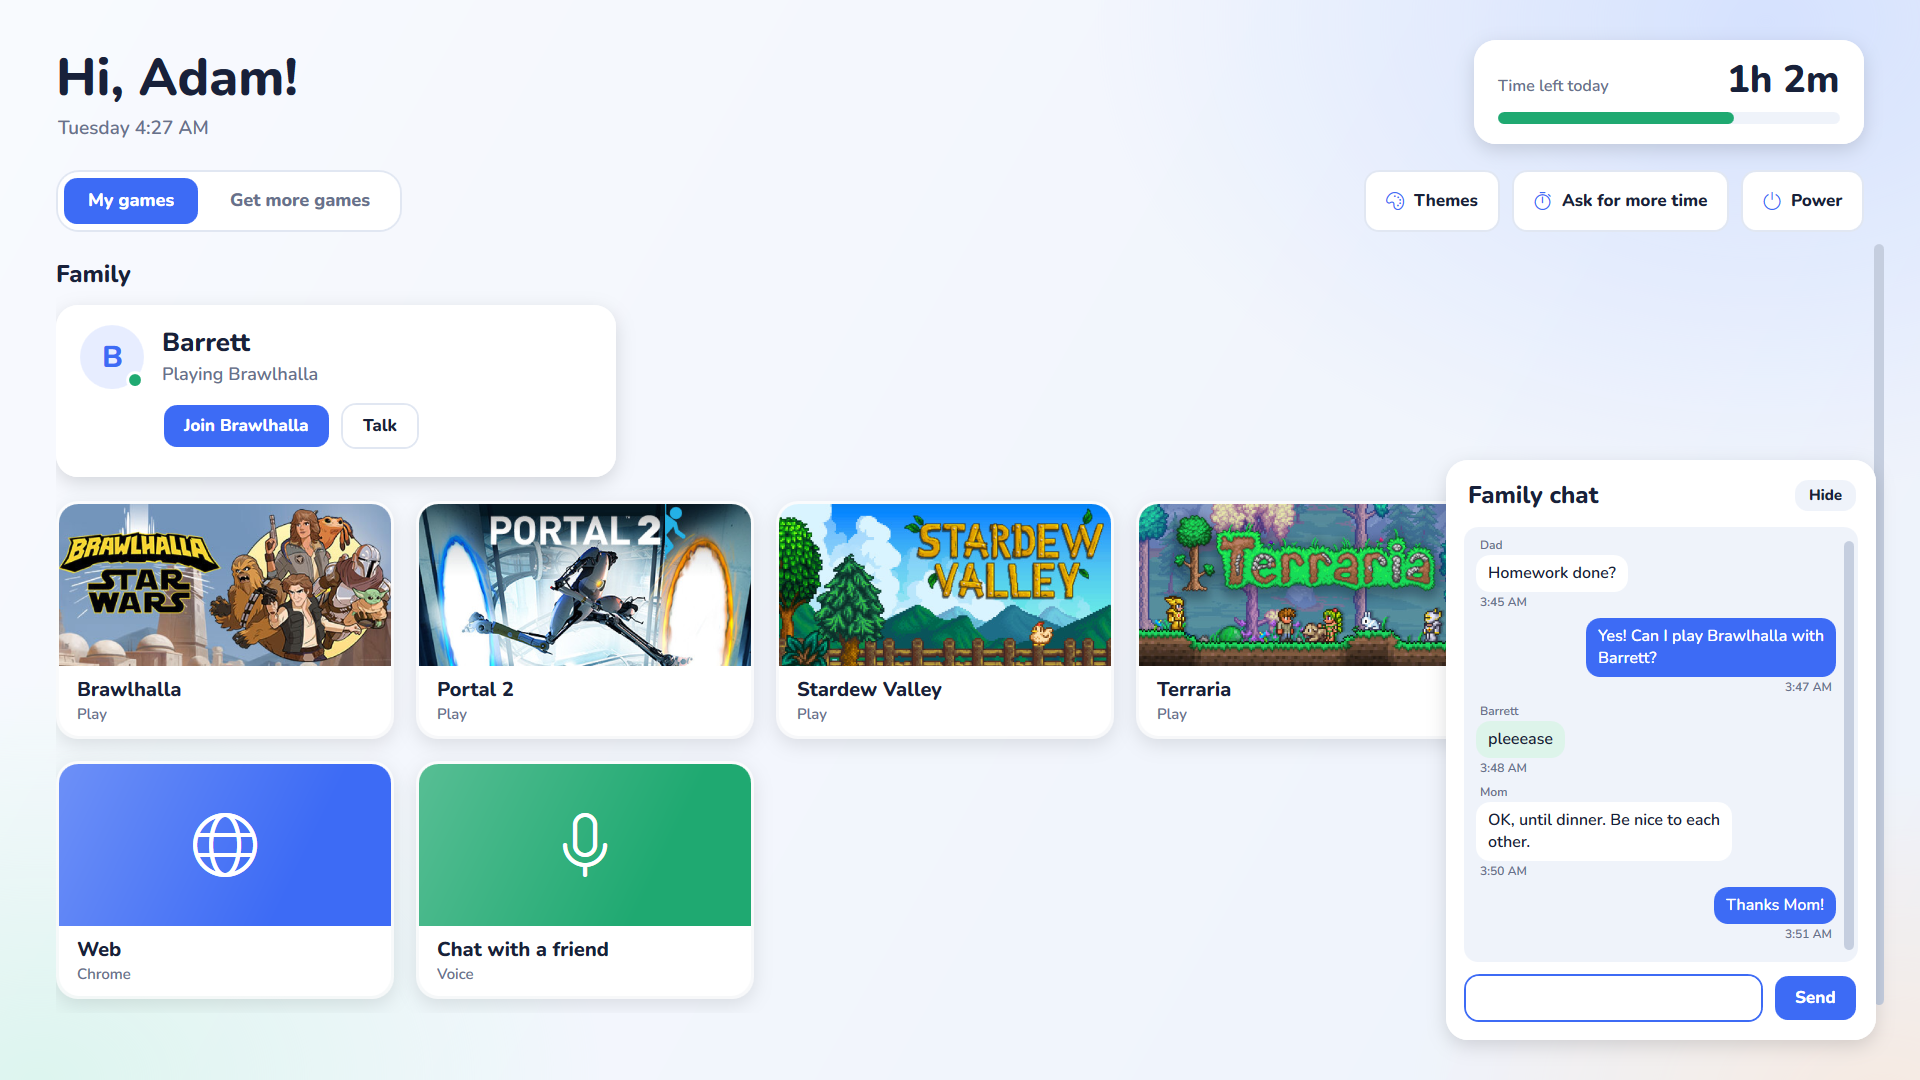 Hi, Adam!
Tuesday 4:27 AM
Time left today
1h 2m
My games
Get more games
Themes
Ask for more time
Power
Family
B
Barrett
Playing Brawlhalla
Join Brawlhalla
Talk
BRAWLHALLA
STAR
WARS
Brawlhalla
Play
PORTAL 2
Portal 2
Play
STARDEW
VALLEY
Stardew Valley
Play
Terraria
Terraria
Play
Web
Chrome
Chat with a friend
Voice
Family chat
Hide
Dad
Homework done?
3:45 AM
Yes! Can I play Brawlhalla with
Barrett?
3:47 AM
Barrett
pleeease
3:48 AM
Mom
OK, until dinner. Be nice to each
other.
3:50 AM
Thanks Mom!
3:51 AM
Send